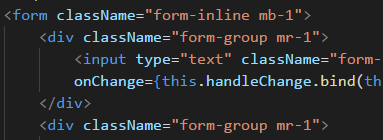 <form className="form-inline mb-1">
<div className="form-group mr-1">
<input type="text" className="form-
onChange={this.handleChange.bind(th
</div>
<div className="form-group mr-1">